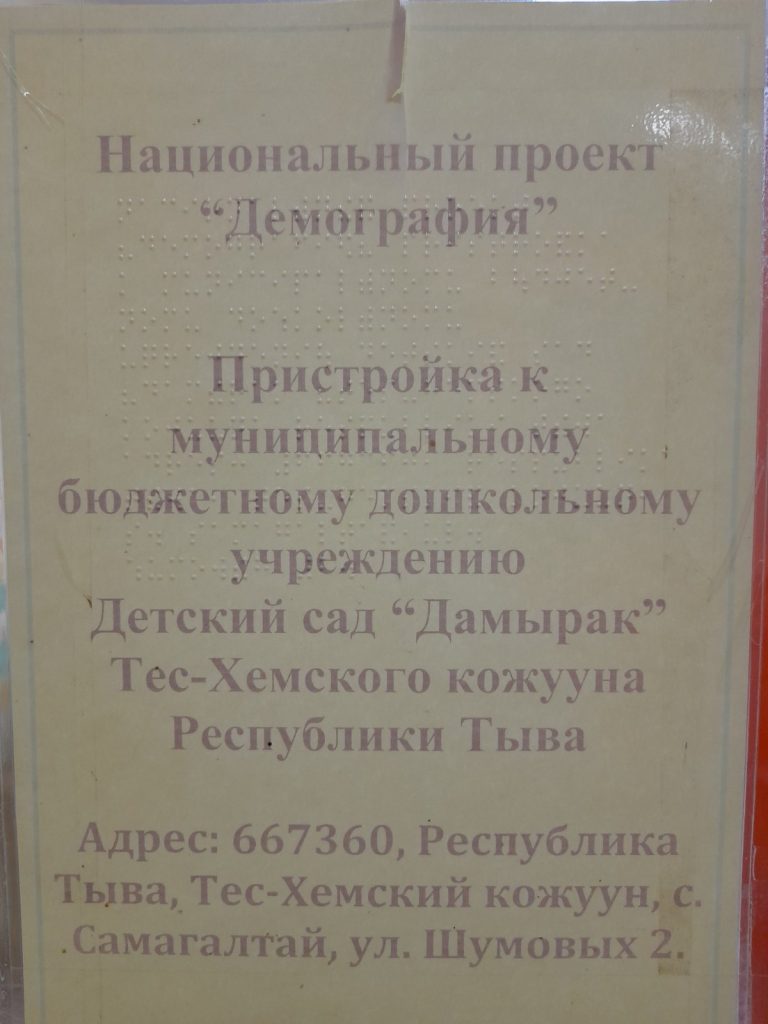 Национальный проект
“Демография”
Пристройка к
муниципальному
бюджетному дошкольному
учреждению
Детский сад “Дамырак”
Тес-Хемского кожууна
Республики Тыва
Адрес: 667360, Республика
Тыва, Тес-Хемский кожуун, с.
Самагалтай, ул. Шумовых 2.